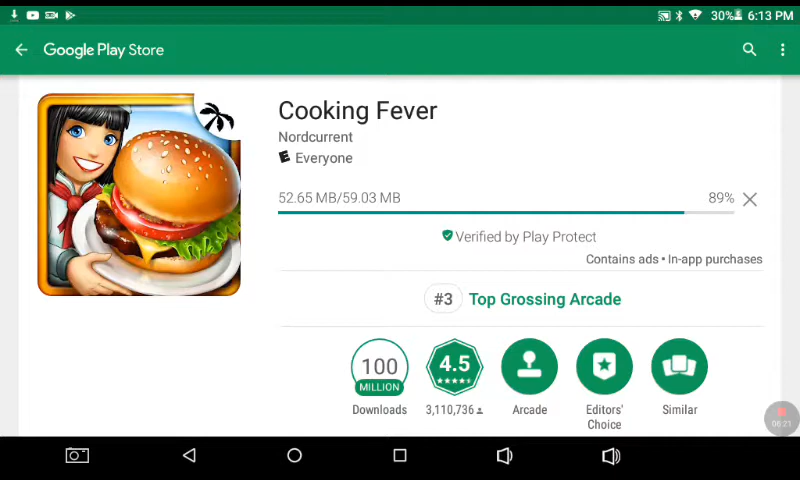 30% 6:13 PM
Google Play Store
Cooking Fever
Nordcurrent
E Everyone
52.65 MB/59.03 MB 89%
Verified by Play Protect
Contains ads • In-app purchases
#3 Top Grossing Arcade
100 MILLION
4.5
Downloads 3,110,736 Arcade Editors' Choice Similar
06:21